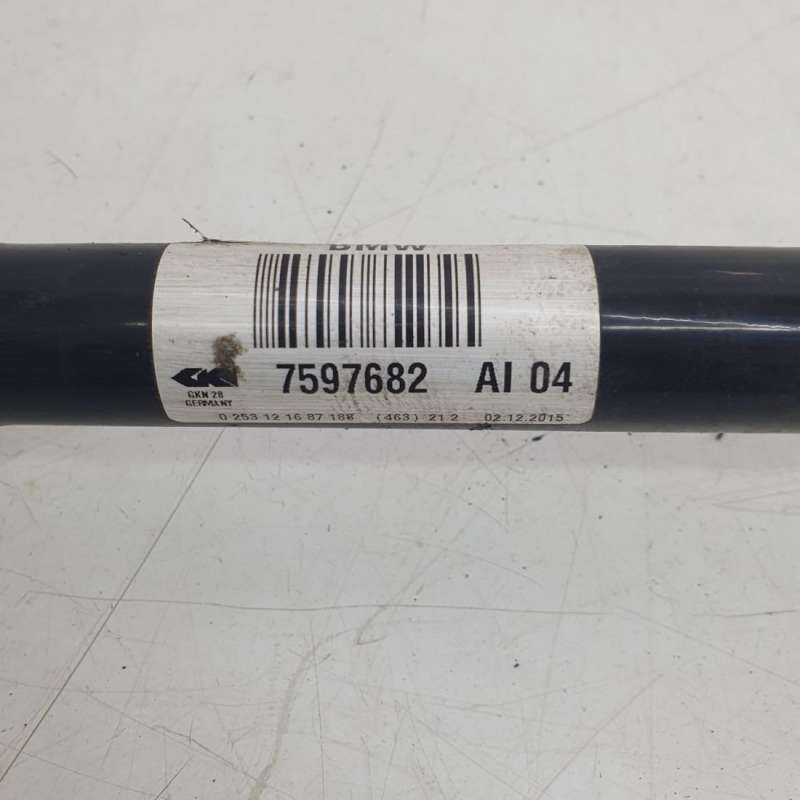 BMW
7597682 AI 04
GKN 28
GERMANY
0 253 12 16 87 188 (463) 21 2 02.12.2015